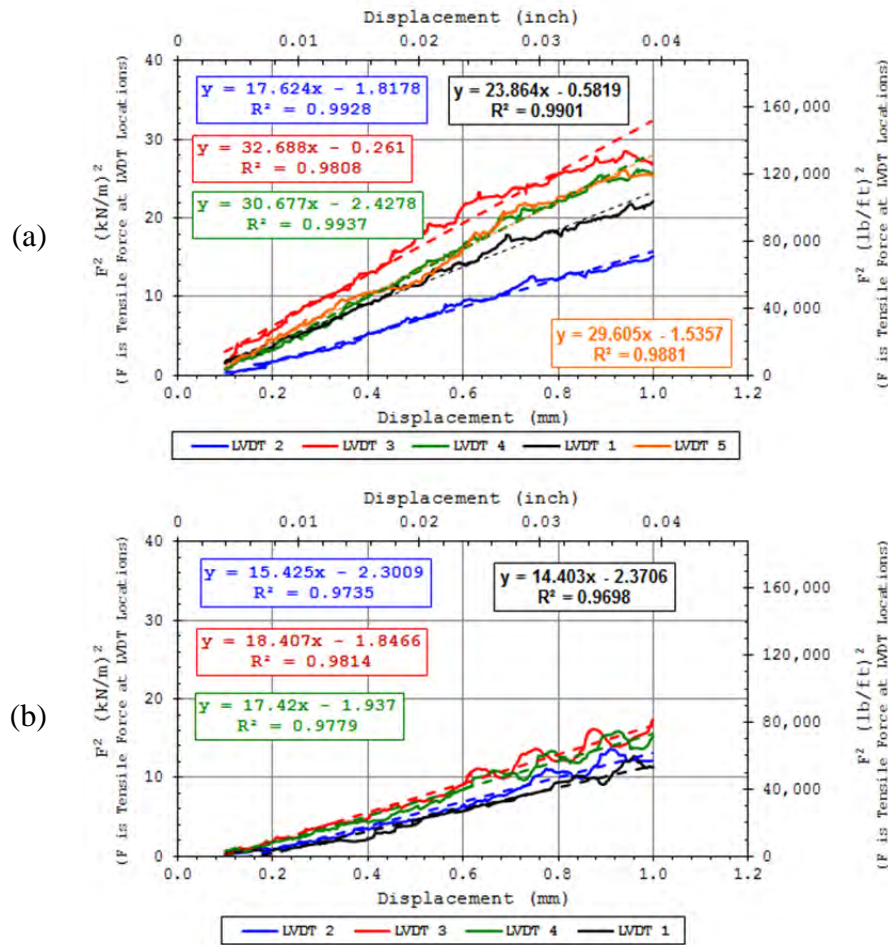 (a)
Displacement (inch)
0 0.01 0.02 0.03 0.04
F² (kN/m)²
(F is Tensile Force at LVDT Locations)
40
30
20
10
0
y = 17.624x - 1.8178
R² = 0.9928
y = 23.864x - 0.5819
R² = 0.9901
y = 32.688x - 0.261
R² = 0.9808
y = 30.677x - 2.4278
R² = 0.9937
y = 29.605x - 1.5357
R² = 0.9881
160,000
120,000
80,000
40,000
0
F² (lb/ft)²
(F is Tensile Force at LVDT Locations)
0.0 0.2 0.4 0.6 0.8 1.0 1.2
Displacement (mm)
LVDT 2 LVDT 3 LVDT 4 LVDT 1 LVDT 5
(b)
Displacement (inch)
0 0.01 0.02 0.03 0.04
F² (kN/m)²
(F is Tensile Force at LVDT Locations)
40
30
20
10
0
y = 15.425x - 2.3009
R² = 0.9735
y = 14.403x - 2.3706
R² = 0.9698
y = 18.407x - 1.8466
R² = 0.9814
y = 17.42x - 1.937
R² = 0.9779
160,000
120,000
80,000
40,000
0
F² (lb/ft)²
(F is Tensile Force at LVDT Locations)
0.0 0.2 0.4 0.6 0.8 1.0 1.2
Displacement (mm)
LVDT 2 LVDT 3 LVDT 4 LVDT 1